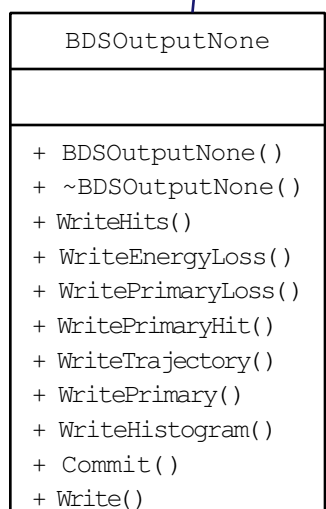 BDSOutputNone
+ BDSOutputNone()
+ ~BDSOutputNone()
+ WriteHits()
+ WriteEnergyLoss()
+ WritePrimaryLoss()
+ WritePrimaryHit()
+ WriteTrajectory()
+ WritePrimary()
+ WriteHistogram()
+ Commit()
+ Write()